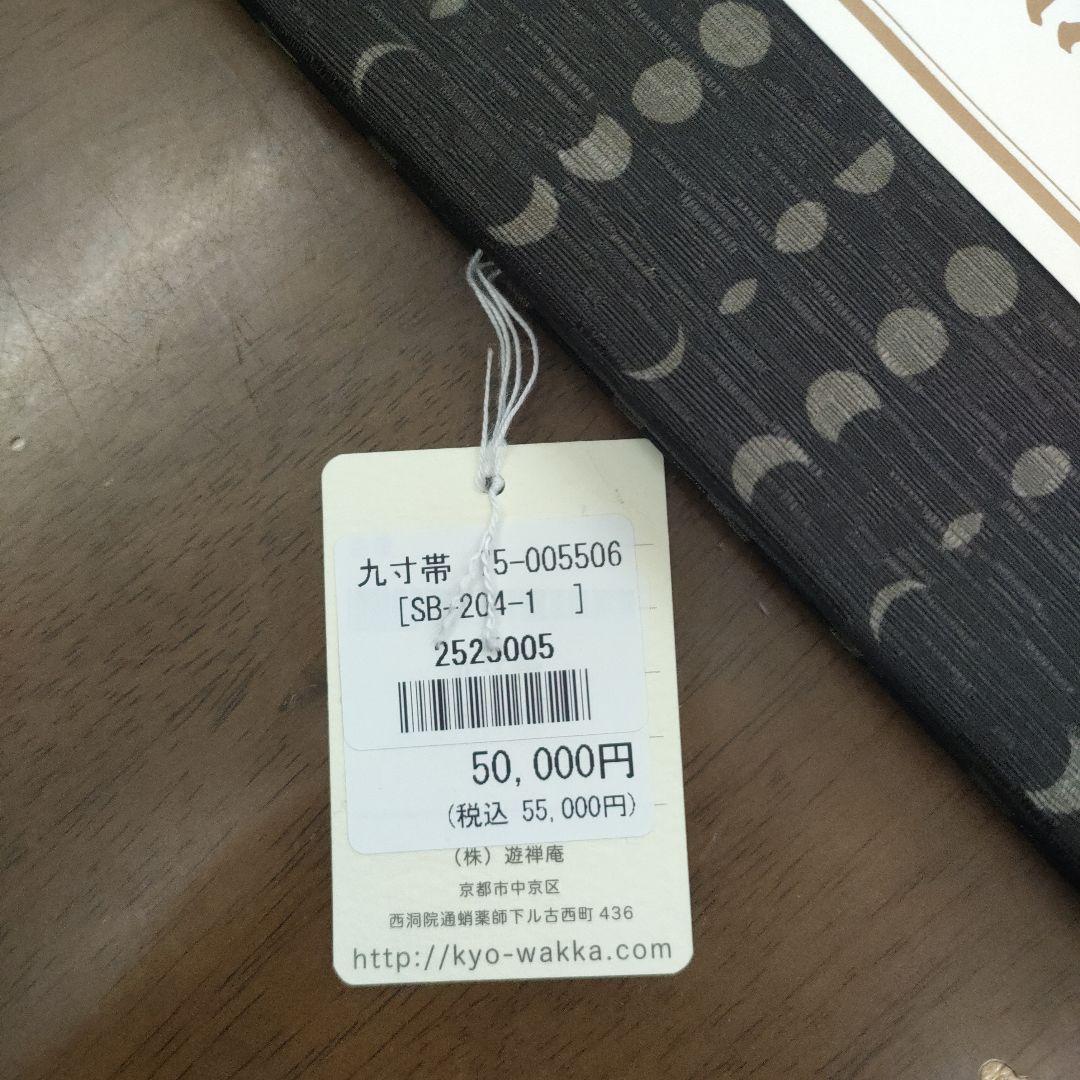 九寸帯 5-005506
[SB-204-1 ]
2525005
50,000円
(税込 55,000円)
(株) 遊禅庵
京都市中京区
西洞院通蛸薬師下ル古西町 436
http://kyo-wakka.com